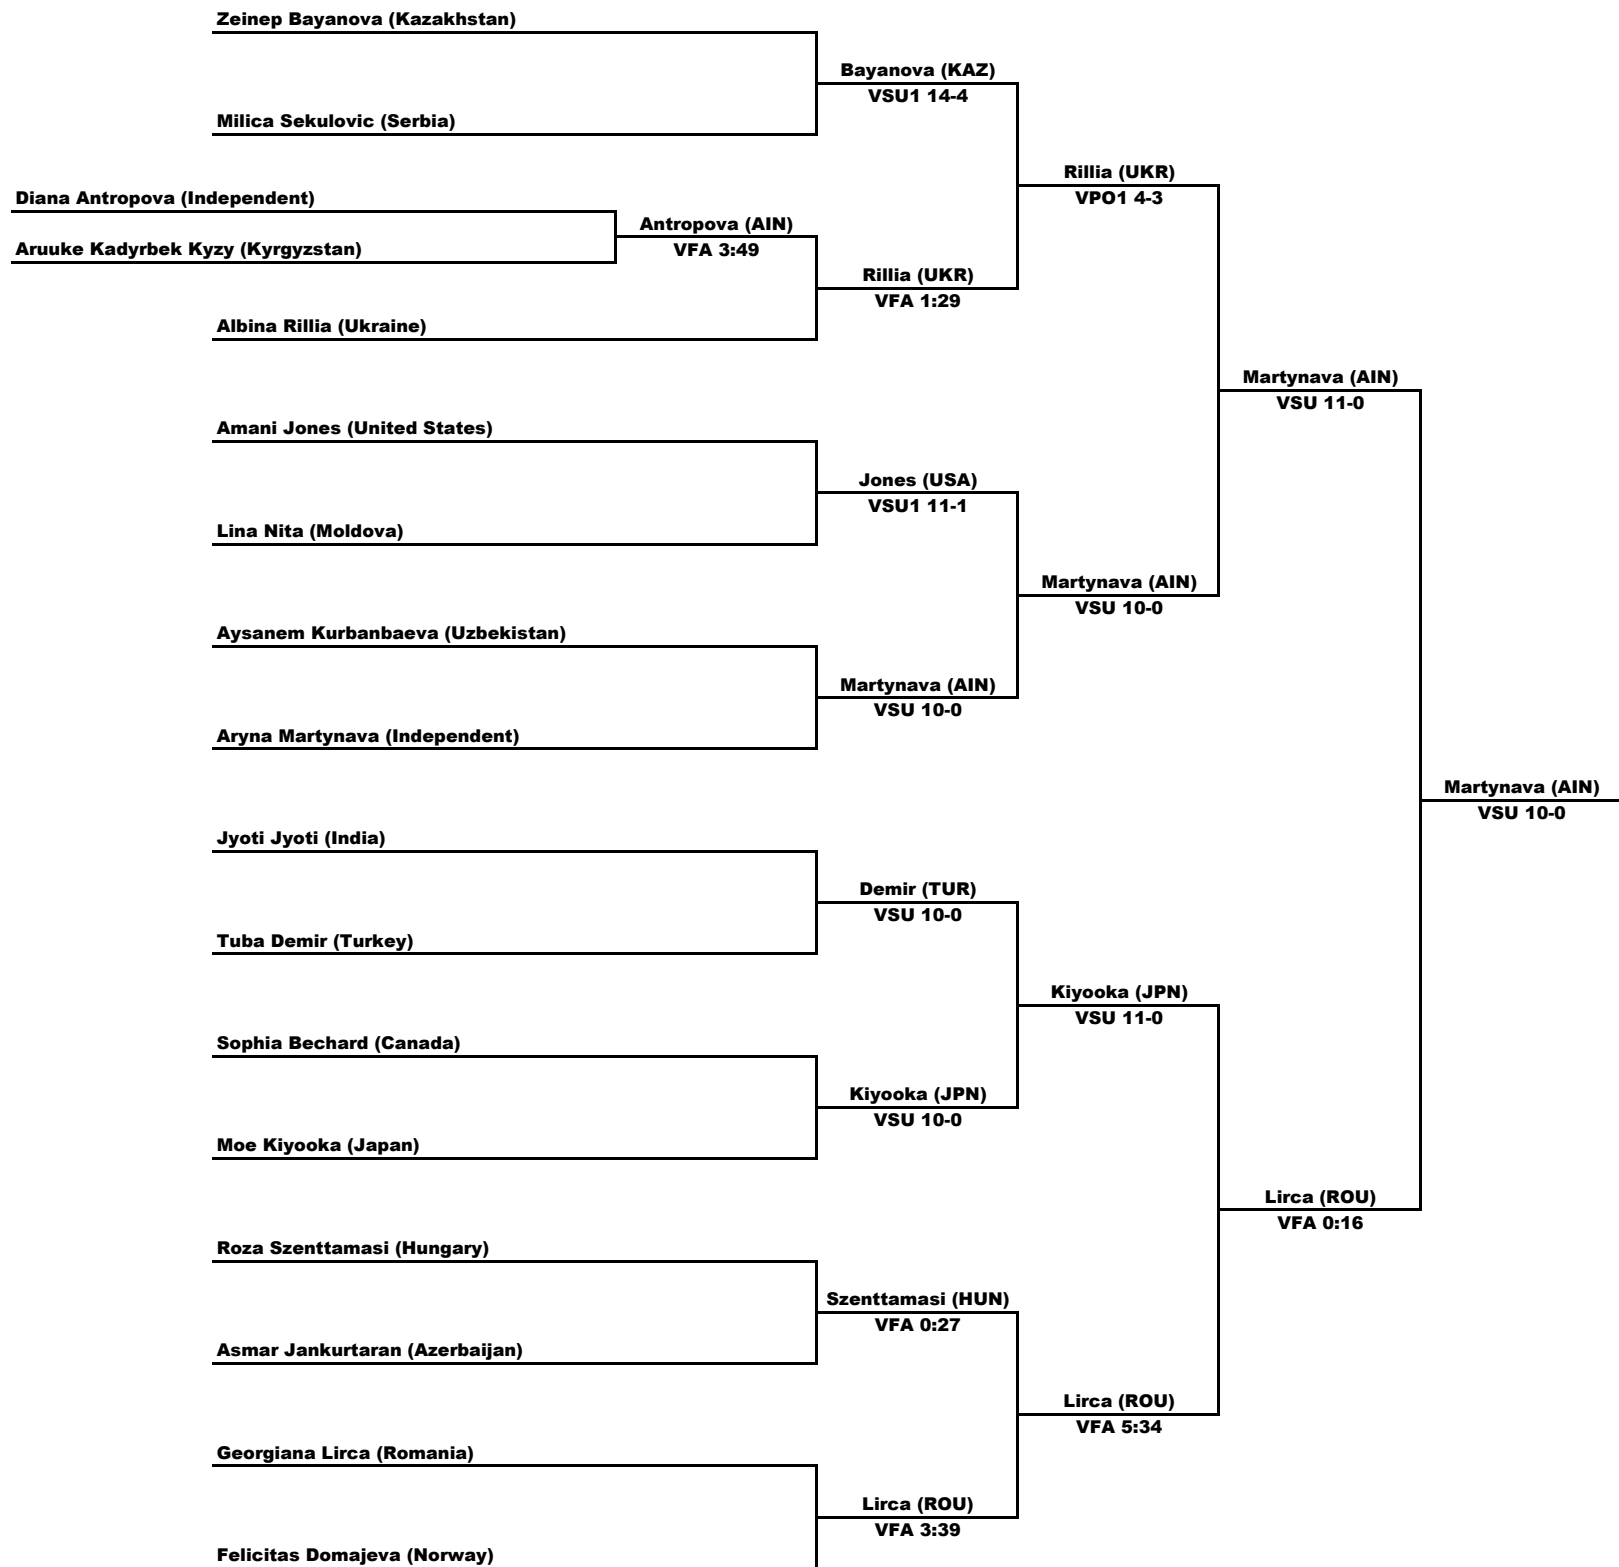 Zeinep Bayanova (Kazakhstan)
Bayanova (KAZ)
VSU1 14-4
Milica Sekulovic (Serbia)
Rillia (UKR)
VPO1 4-3
Diana Antropova (Independent)
Antropova (AIN)
VFA 3:49
Aruuke Kadyrbek Kyzy (Kyrgyzstan)
Rillia (UKR)
VFA 1:29
Albina Rillia (Ukraine)
Martynava (AIN)
VSU 11-0
Amani Jones (United States)
Jones (USA)
VSU1 11-1
Lina Nita (Moldova)
Martynava (AIN)
VSU 10-0
Aysanem Kurbanbaeva (Uzbekistan)
Martynava (AIN)
VSU 10-0
Aryna Martynava (Independent)
Martynava (AIN)
VSU 10-0
Jyoti Jyoti (India)
Demir (TUR)
VSU 10-0
Tuba Demir (Turkey)
Kiyooka (JPN)
VSU 11-0
Sophia Bechard (Canada)
Kiyooka (JPN)
VSU 10-0
Moe Kiyooka (Japan)
Lirca (ROU)
VFA 0:16
Roza Szenttamasi (Hungary)
Szenttamasi (HUN)
VFA 0:27
Asmar Jankurtaran (Azerbaijan)
Lirca (ROU)
VFA 5:34
Georgiana Lirca (Romania)
Lirca (ROU)
VFA 3:39
Felicitas Domajeva (Norway)